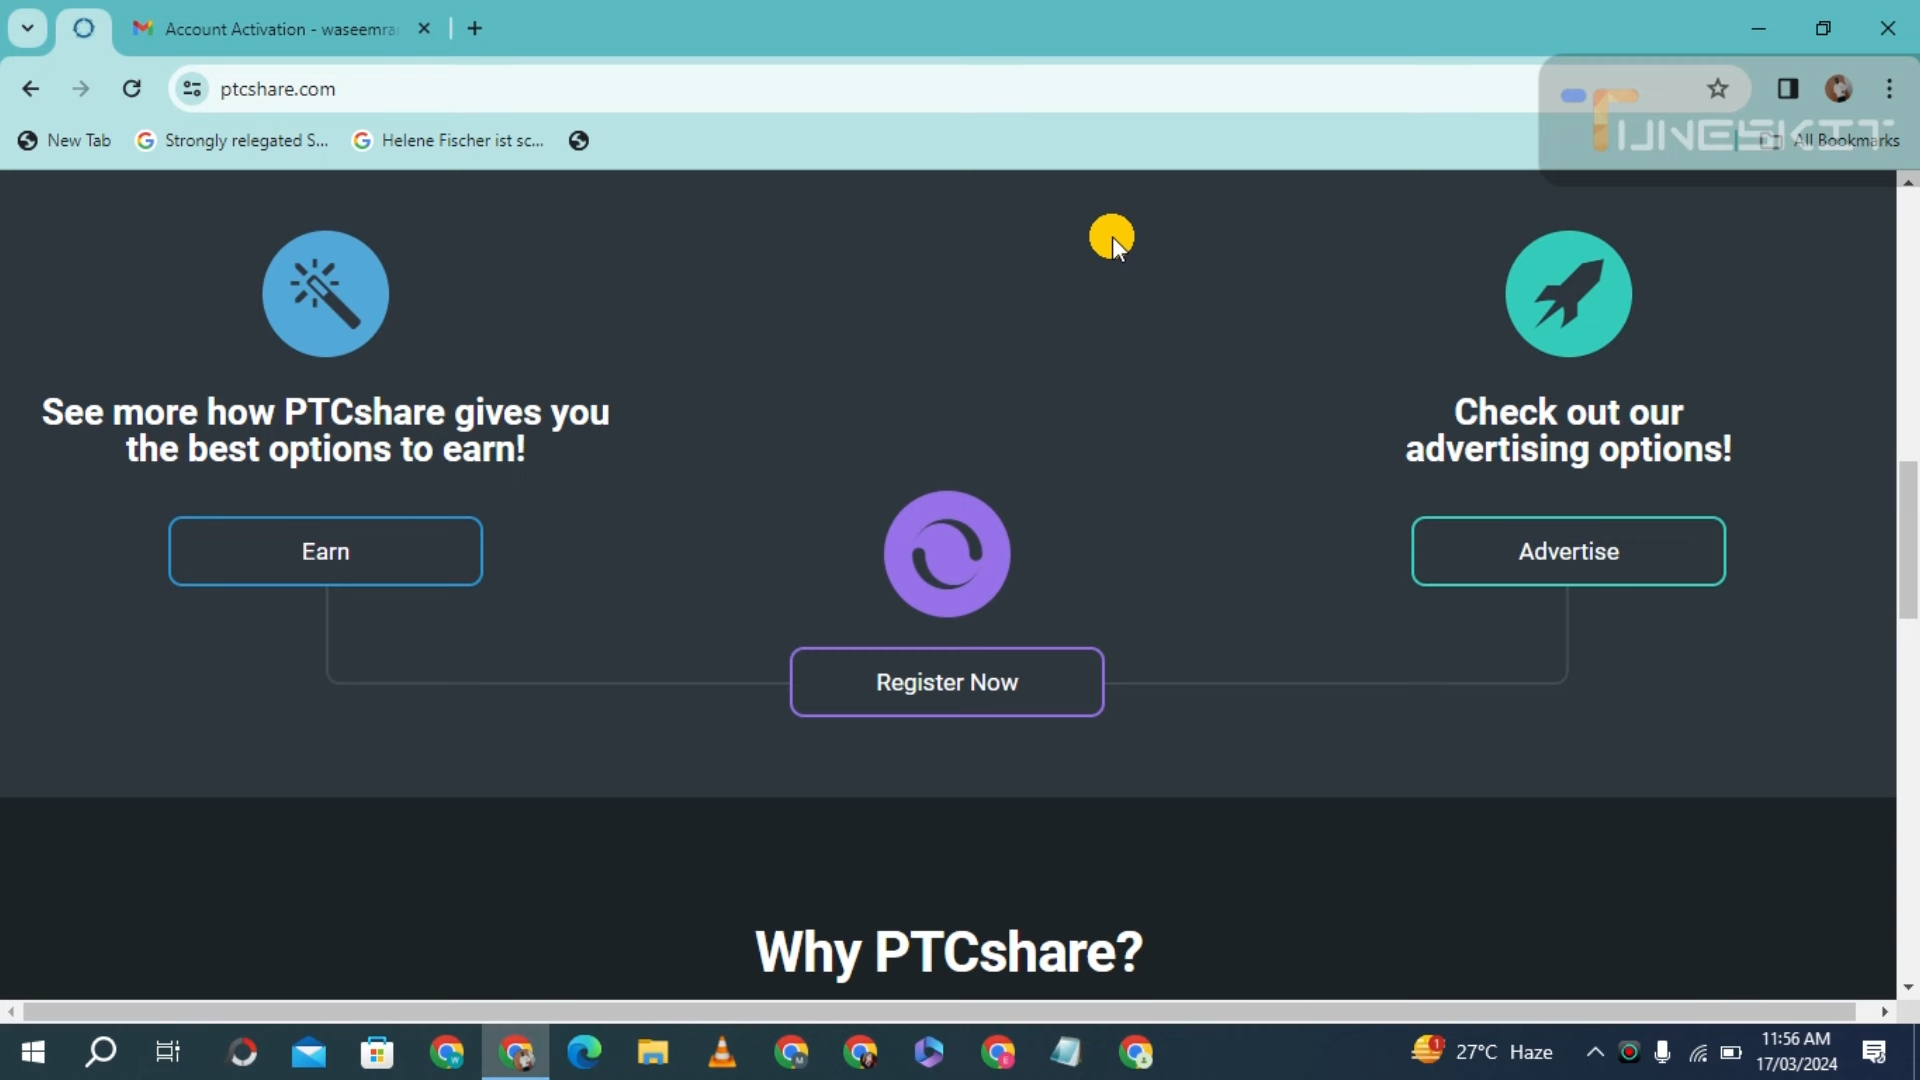 Account Activation - waseemra
ptcshare.com
TUNESKIT
New Tab
Strongly relegated S...
Helene Fischer ist sc...
All Bookmarks
See more how PTCshare gives you
the best options to earn!
Check out our
advertising options!
Earn
Advertise
Register Now
Why PTCshare?
1
27°C Haze
11:56 AM
17/03/2024